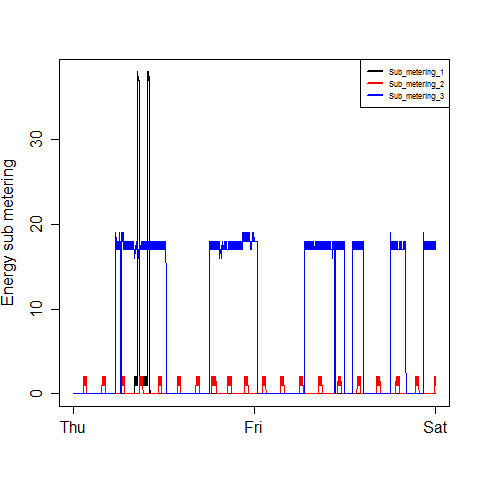 Sub_metering_1
Sub_metering_2
Sub_metering_3
Energy sub metering
30
20
10
0
Thu Fri Sat